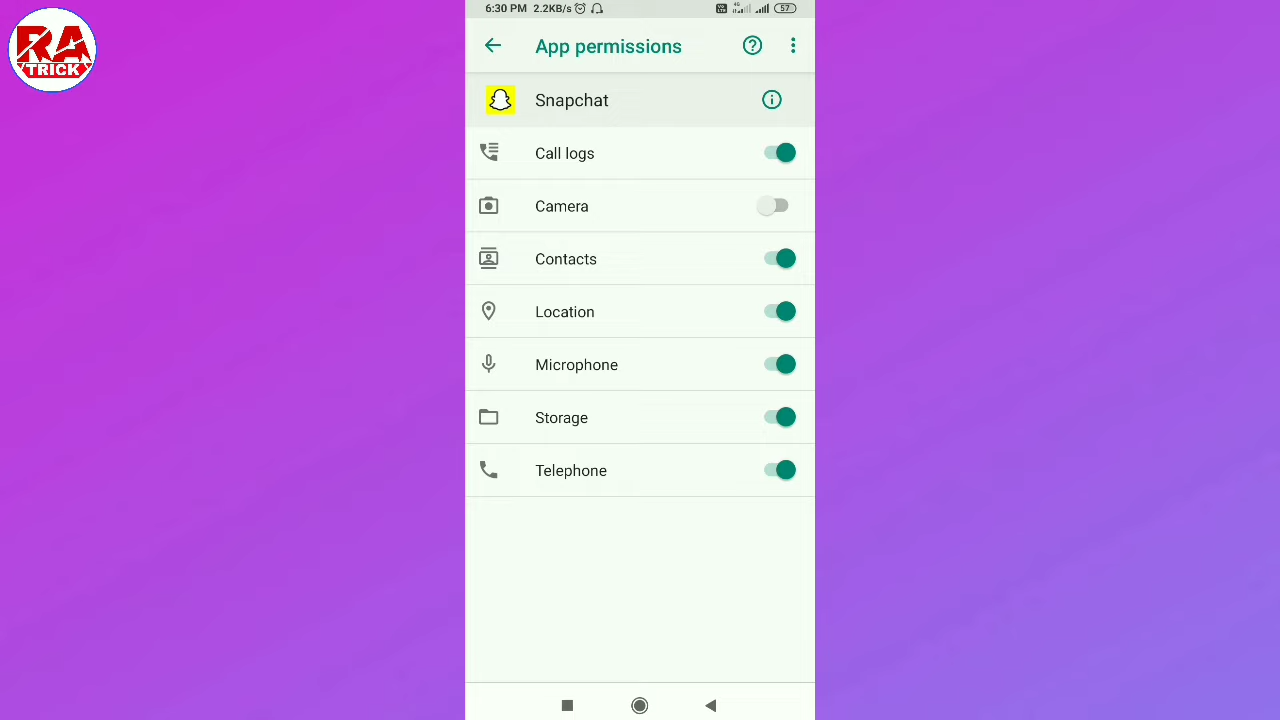 RA
TRICK
6:30 PM 2.2KB/s 4G 57
App permissions
Snapchat
Call logs
Camera
Contacts
Location
Microphone
Storage
Telephone